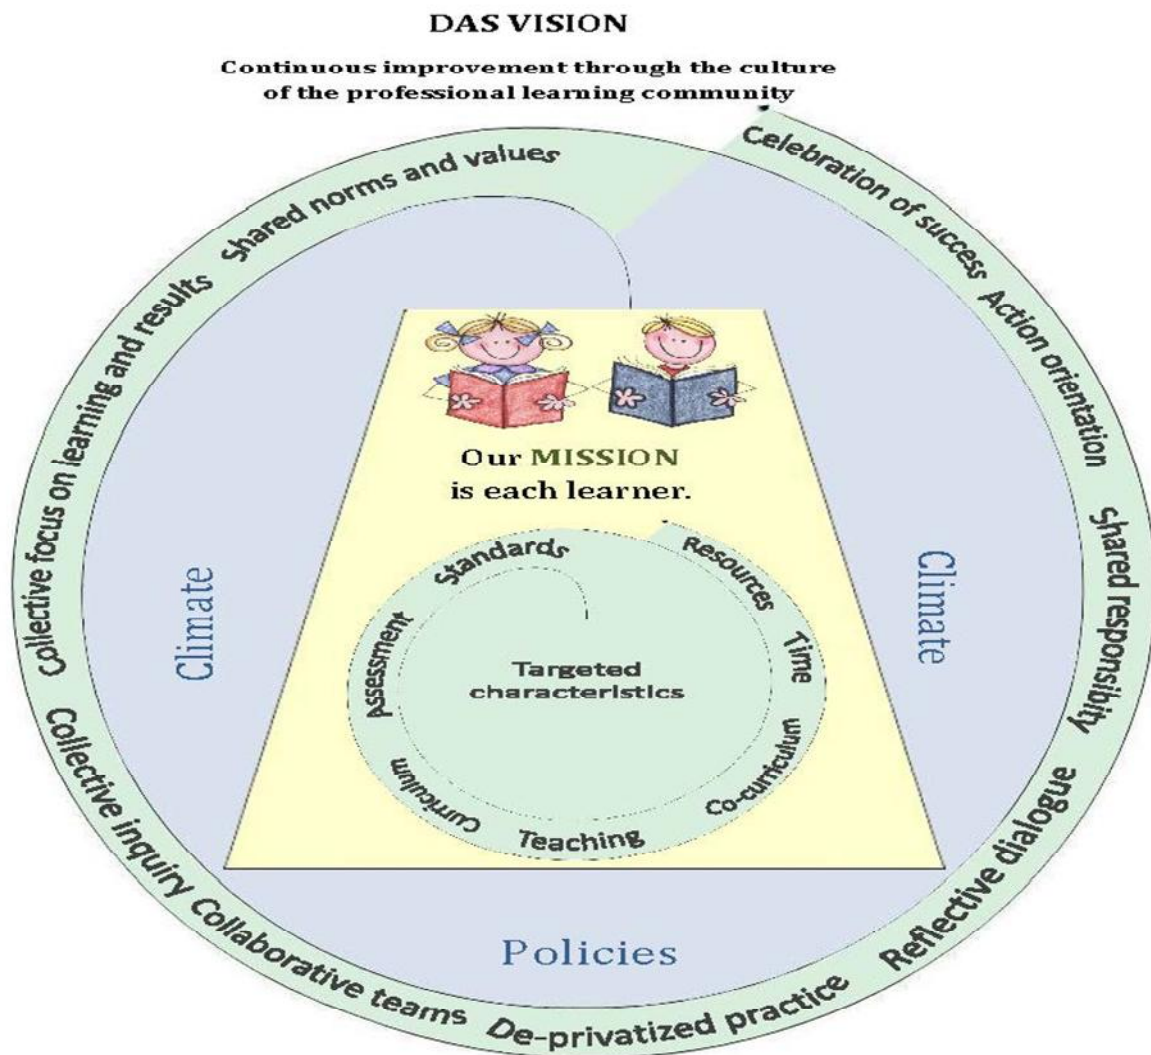 DAS VISION
Continuous improvement through the culture
of the professional learning community
Shared norms and values
Collective focus on learning and results
Collective inquiry
Collaborative teams
De-privatized practice
Reflective dialogue
Shared responsibity
Action orientation
Celebration of success
Our MISSION
is each learner.
Standards
Assessment
Curriculum
Teaching
Co-curriculum
Time
Resources
Targeted
characteristics
Climate
Climate
Policies